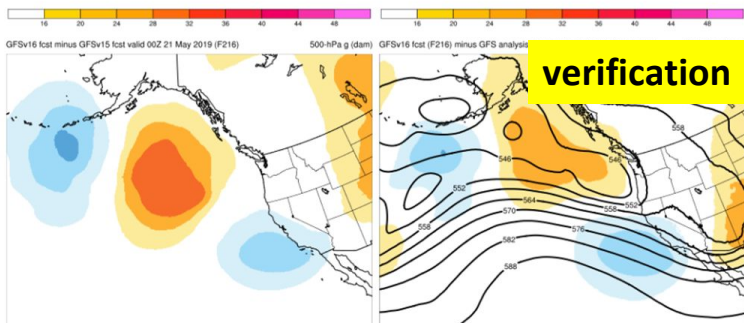 16 20 24 28 32 36 40 44 48
16 20 24 28 32 36 40 44 48
GFSv16 fcst minus GFSv15 fcst valid 00Z 21 May 2019 (F216) 500-hPa g (dam)
GFSv16 fcst (F216) minus GFS analysis
verification
558
546
546
552
552
564
558
558
570
576
582
588